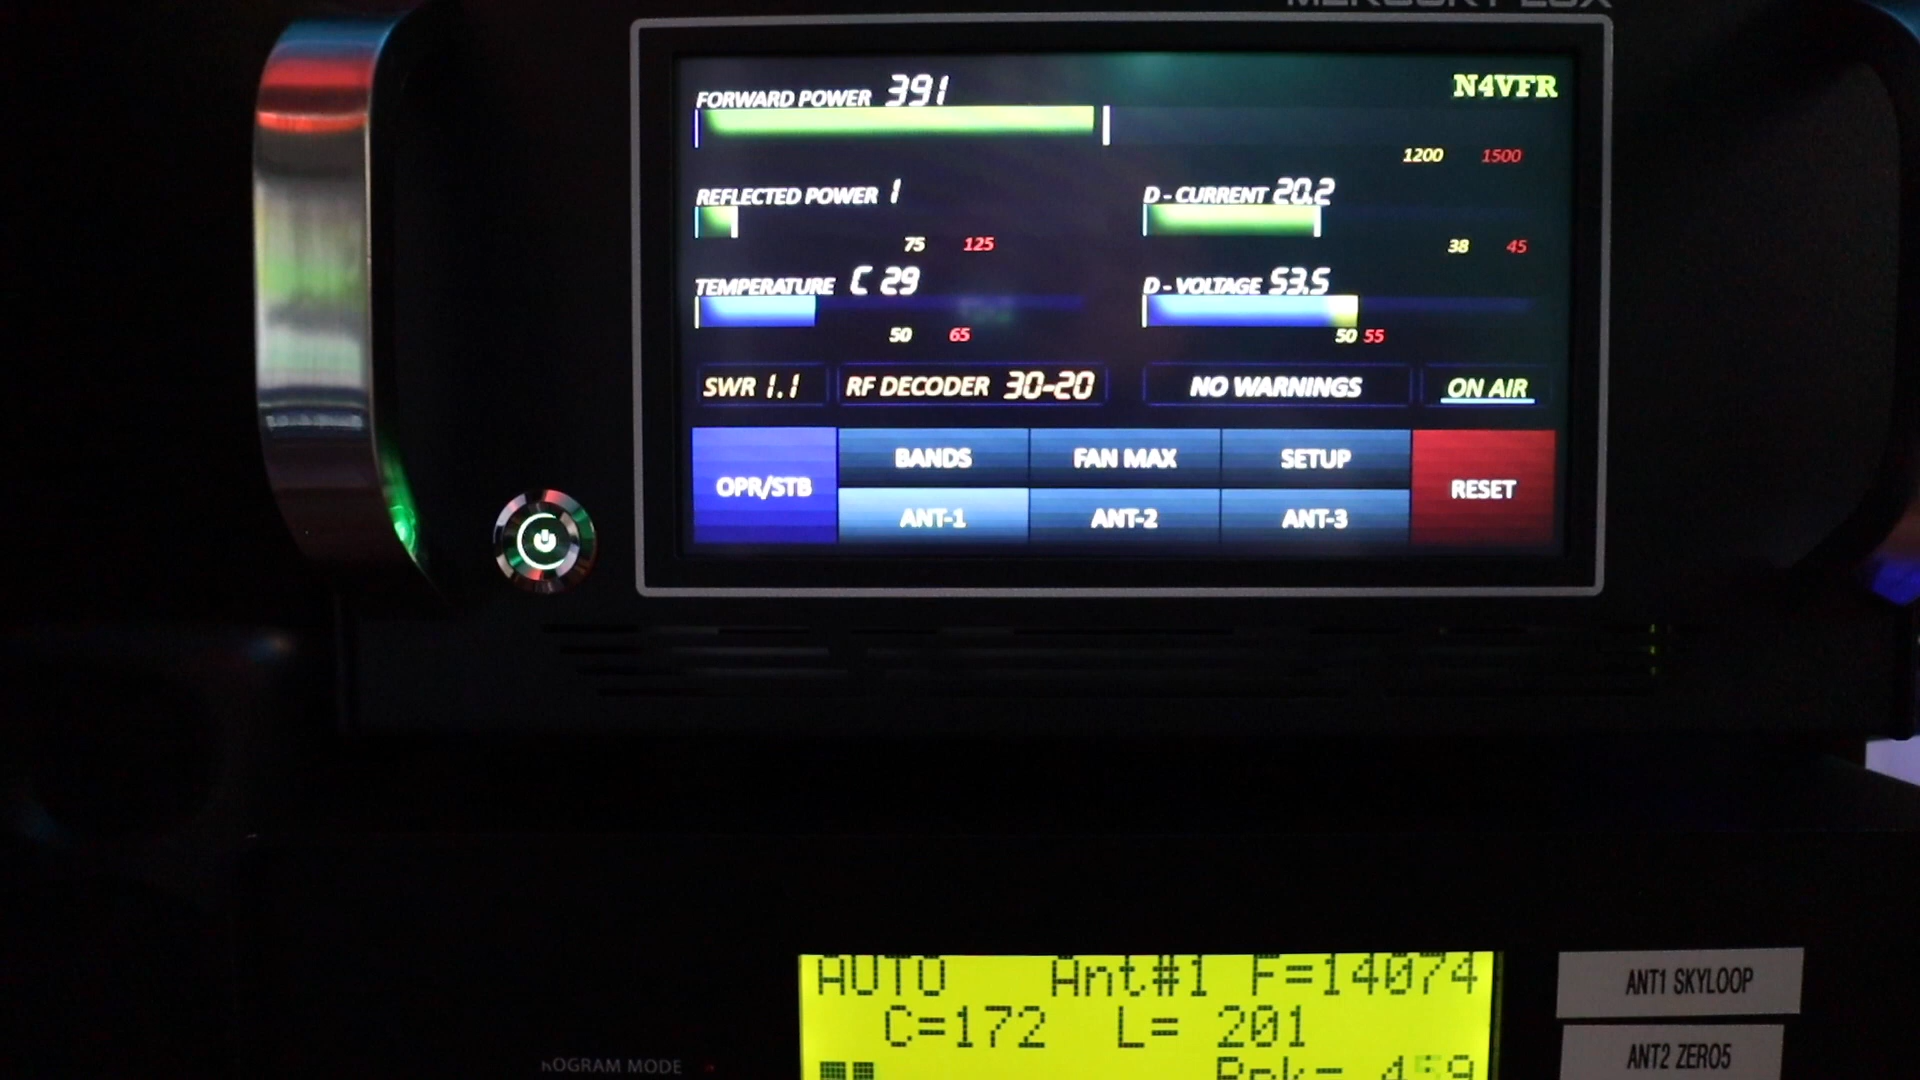 MERCURY LUX
FORWARD POWER 391
N4VFR
1200 1500
REFLECTED POWER 1
D - CURRENT 20.2
75 125
38 45
TEMPERATURE C 29
D - VOLTAGE 53.5
50 65
50 55
SWR 1.1 RF DECODER 30-20 NO WARNINGS ON AIR
OPR/STB
BANDS FAN MAX SETUP
RESET
ANT-1 ANT-2 ANT-3
AUTO Ant#1 F=14074
ANT1 SKYLOOP
C=172 L= 201
ANT2 ZERO5
MODE